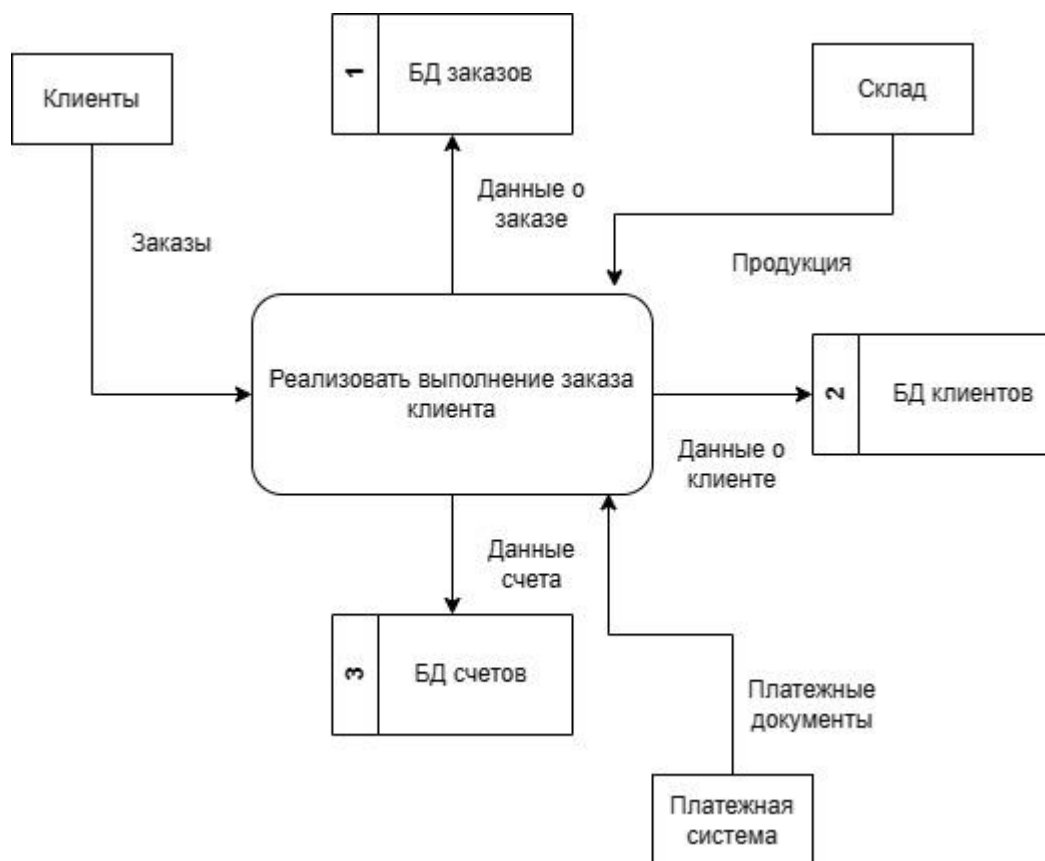 1
БД заказов
Клиенты
Склад
Данные о
заказе
Заказы
Продукция
Реализовать выполнение заказа
клиента
2
БД клиентов
Данные о
клиенте
Данные
счета
3
БД счетов
Платежные
документы
Платежная
система